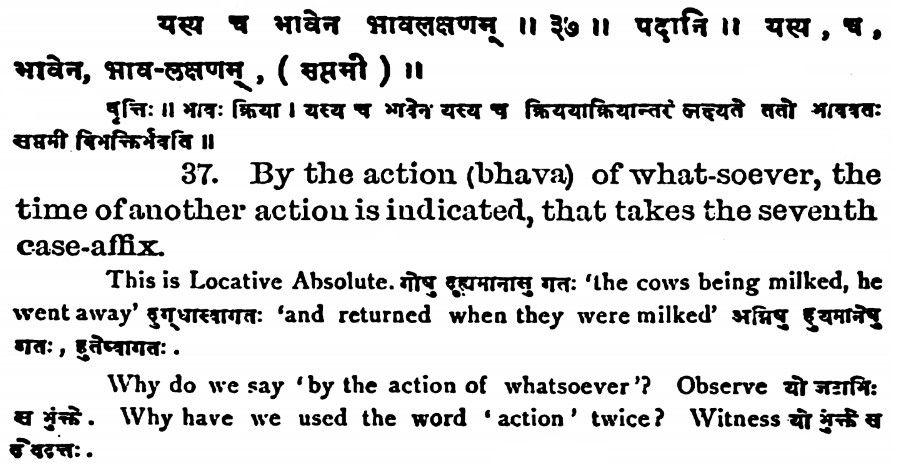 यस्य च भावेन भावलक्षणम् ॥ ३७ ॥ पदानि ॥ यस्य , च ,
भावेन, भाव-लक्षणम् , ( सप्तमी ) ॥
वृत्तिः ॥ भावः क्रिया । यस्य च भावेन यस्य च क्रिययाक्रियान्तरं लक्ष्यते ततो भाववतः
सप्तमी विभक्तिर्भवति ॥
37. By the action (bhava) of what-soever, the
time of another action is indicated, that takes the seventh
case-affix.
This is Locative Absolute. गोषु दुह्यमानासु गतः 'the cows being milked, he
went away' दुग्धास्वागतः 'and returned when they were milked' अग्निषु हुयमानेषु
गतः , हुतेष्वागतः .
Why do we say 'by the action of whatsoever'? Observe यो जटाभिः
स भुंक्ते . Why have we used the word 'action' twice? Witness यो भुंक्ते स
देवदत्तः .